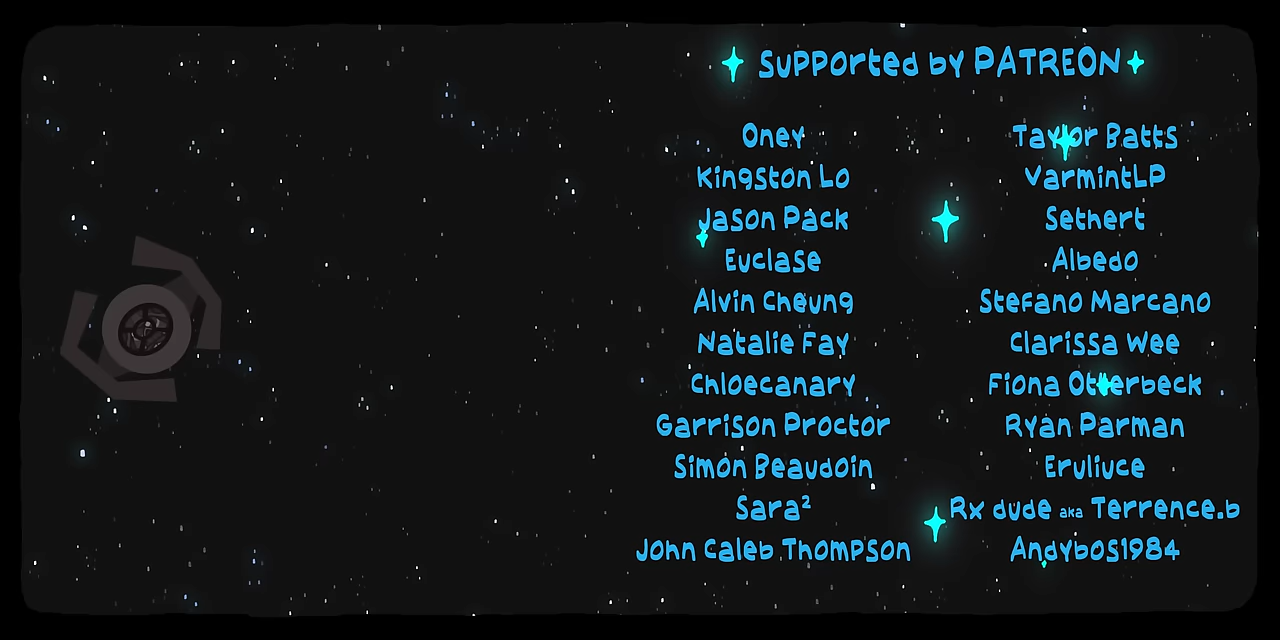 Supported by PATREON
Oney
Kingston Lo
Jason Pack
Euclase
Alvin Cheung
Natalie Fay
Chloecanary
Garrison Proctor
Simon Beaudoin
Sara²
John Caleb Thompson
Taylor Batts
VarmintLP
Sethert
Albedo
Stefano Marcano
Clarissa Wee
Fiona Otterbeck
Ryan Parman
Eruliuce
Rx dude aka Terrence.b
Andybos1984